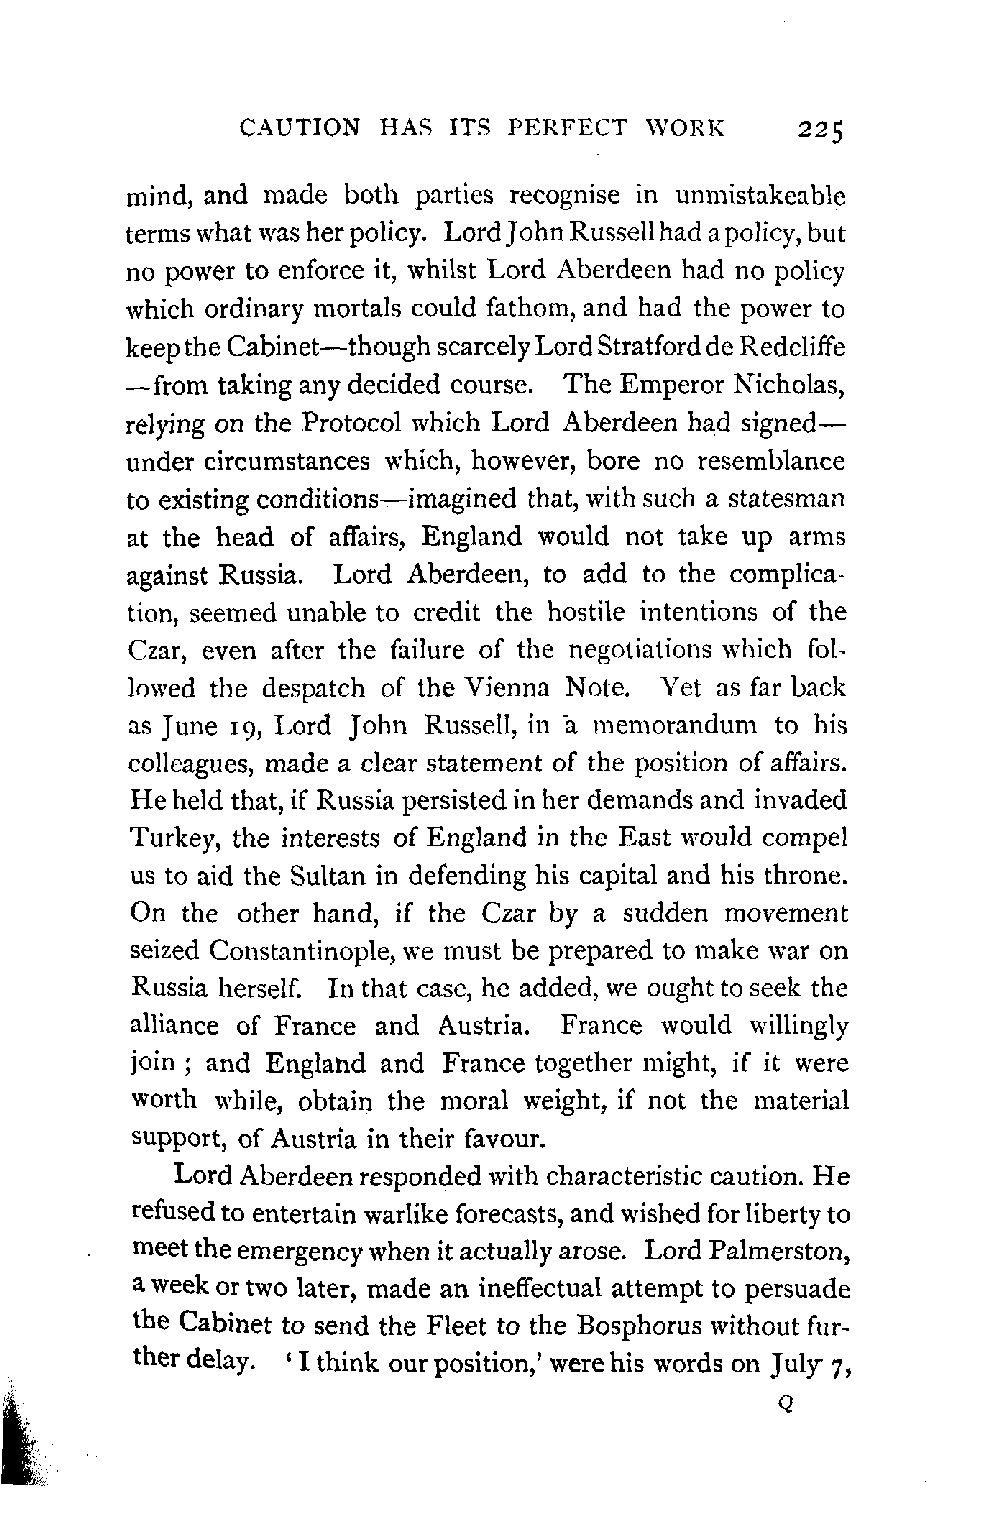 CAUTION HAS ITS PERFECT WORK 225
mind, and made both parties recognise in unmistakeable
terms what was her policy. Lord John Russell had a policy, but
no power to enforce it, whilst Lord Aberdeen had no policy
which ordinary mortals could fathom, and had the power to
keep the Cabinet—though scarcely Lord Stratford de Redcliffe
—from taking any decided course. The Emperor Nicholas,
relying on the Protocol which Lord Aberdeen had signed—
under circumstances which, however, bore no resemblance
to existing conditions—imagined that, with such a statesman
at the head of affairs, England would not take up arms
against Russia. Lord Aberdeen, to add to the complica-
tion, seemed unable to credit the hostile intentions of the
Czar, even after the failure of the negotiations which fol-
lowed the despatch of the Vienna Note. Yet as far back
as June 19, Lord John Russell, in a memorandum to his
colleagues, made a clear statement of the position of affairs.
He held that, if Russia persisted in her demands and invaded
Turkey, the interests of England in the East would compel
us to aid the Sultan in defending his capital and his throne.
On the other hand, if the Czar by a sudden movement
seized Constantinople, we must be prepared to make war on
Russia herself. In that case, he added, we ought to seek the
alliance of France and Austria. France would willingly
join ; and England and France together might, if it were
worth while, obtain the moral weight, if not the material
support, of Austria in their favour.
Lord Aberdeen responded with characteristic caution. He
refused to entertain warlike forecasts, and wished for liberty to
meet the emergency when it actually arose. Lord Palmerston,
a week or two later, made an ineffectual attempt to persuade
the Cabinet to send the Fleet to the Bosphorus without fur-
ther delay. ‘ I think our position,’ were his words on July 7,
Q